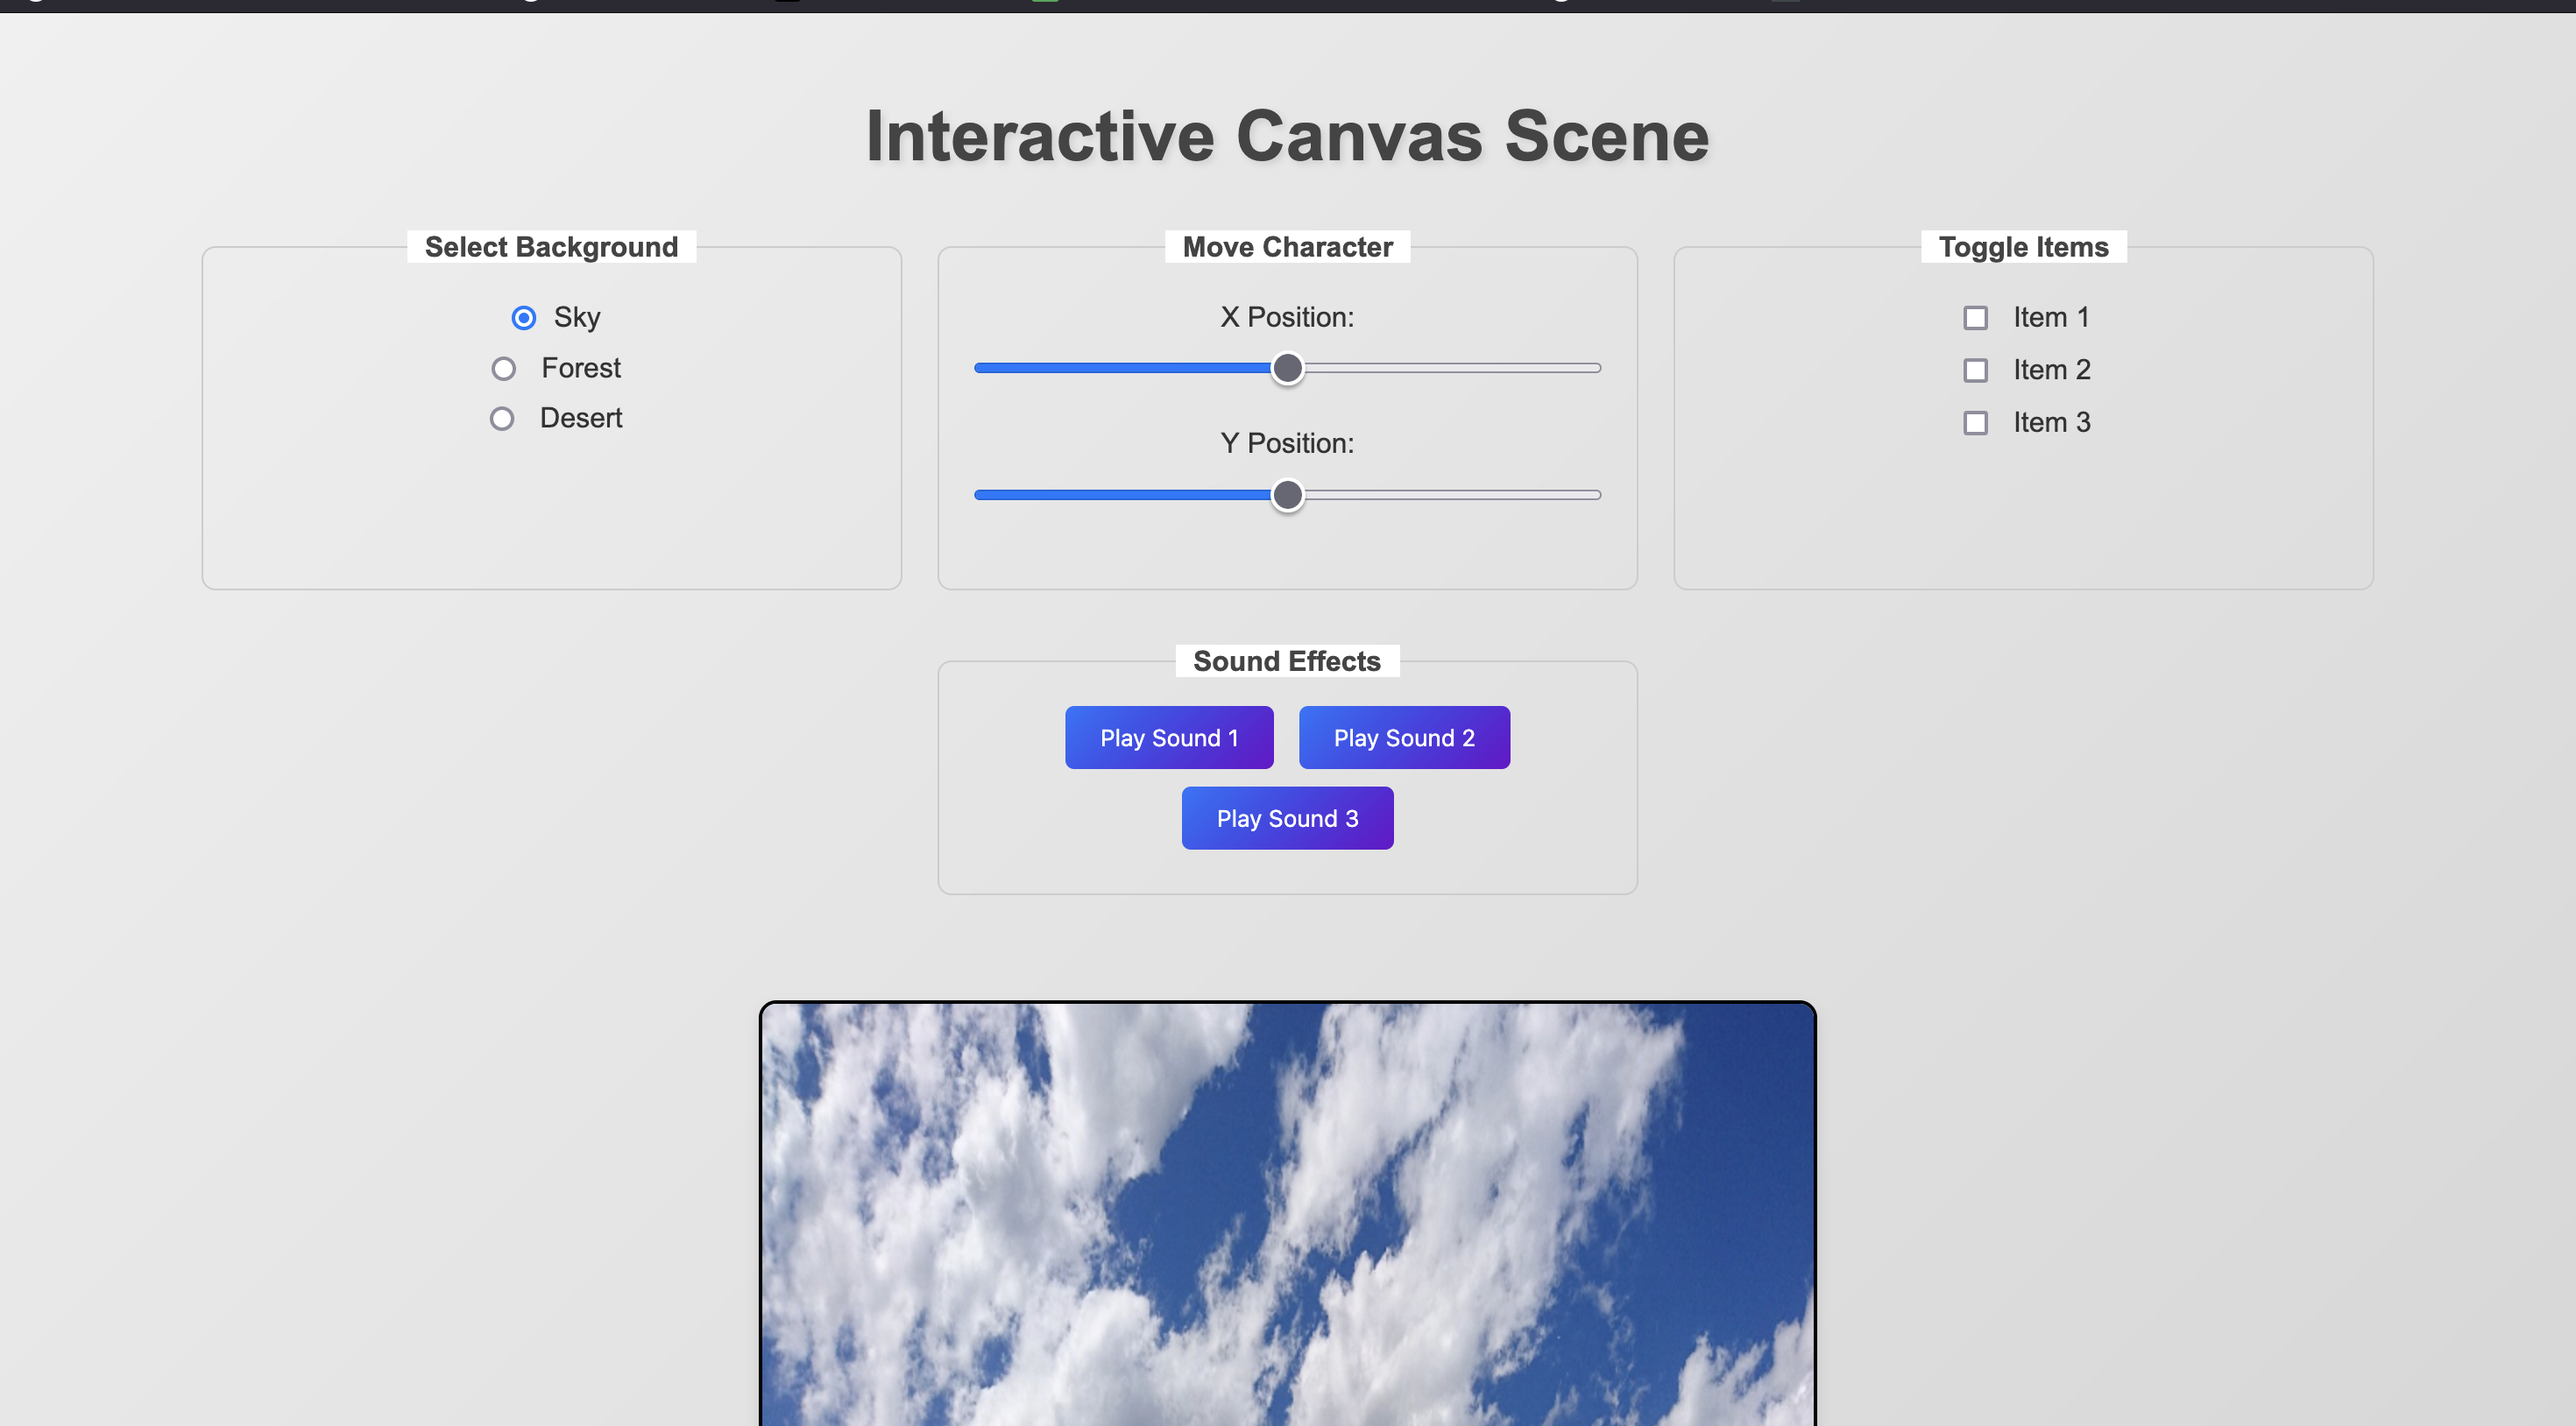 Interactive Canvas Scene
Select Background
Sky
Forest
Desert
Move Character
X Position:
Y Position:
Toggle Items
Item 1
Item 2
Item 3
Sound Effects
Play Sound 1
Play Sound 2
Play Sound 3